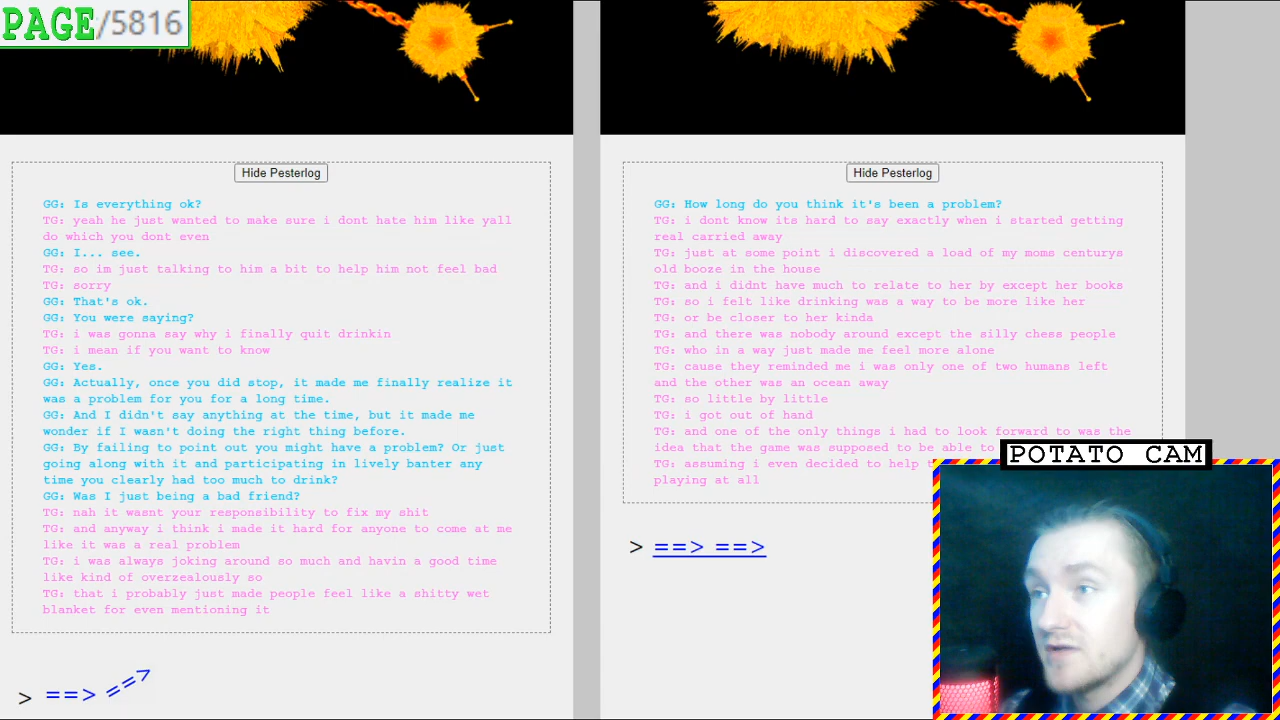 PAGE/5816
Hide Pesterlog
GG: Is everything ok?
TG: yeah he just wanted to make sure i dont hate him like yall
do which you dont even
GG: I... see.
TG: so im just talking to him a bit to help him not feel bad
TG: sorry
GG: That's ok.
GG: You were saying?
TG: i was gonna say why i finally quit drinkin
TG: i mean if you want to know
GG: Yes.
GG: Actually, once you did stop, it made me finally realize it
was a problem for you for a long time.
GG: And I didn't say anything at the time, but it made me
wonder if I wasn't doing the right thing before.
GG: By failing to point out you might have a problem? Or just
going along with it and participating in lively banter any
time you clearly had too much to drink?
GG: Was I just being a bad friend?
TG: nah it wasnt your responsibility to fix my shit
TG: and anyway i think i made it hard for anyone to come at me
like it was a real problem
TG: i was always joking around so much and havin a good time
like kind of overzealously so
TG: that i probably just made people feel like a shitty wet
blanket for even mentioning it
> ==> ==>
Hide Pesterlog
GG: How long do you think it's been a problem?
TG: i dont know its hard to say exactly when i started getting
real carried away
TG: just at some point i discovered a load of my moms centurys
old booze in the house
TG: and i didnt have much to relate to her by except her books
TG: so i felt like drinking was a way to be more like her
TG: or be closer to her kinda
TG: and there was nobody around except the silly chess people
TG: who in a way just made me feel more alone
TG: cause they reminded me i was only one of two humans left
and the other was an ocean away
TG: so little by little
TG: i got out of hand
TG: and one of the only things i had to look forward to was the
idea that the game was supposed to be able to
TG: assuming i even decided to help
playing at all
> ==> ==>
POTATO CAM